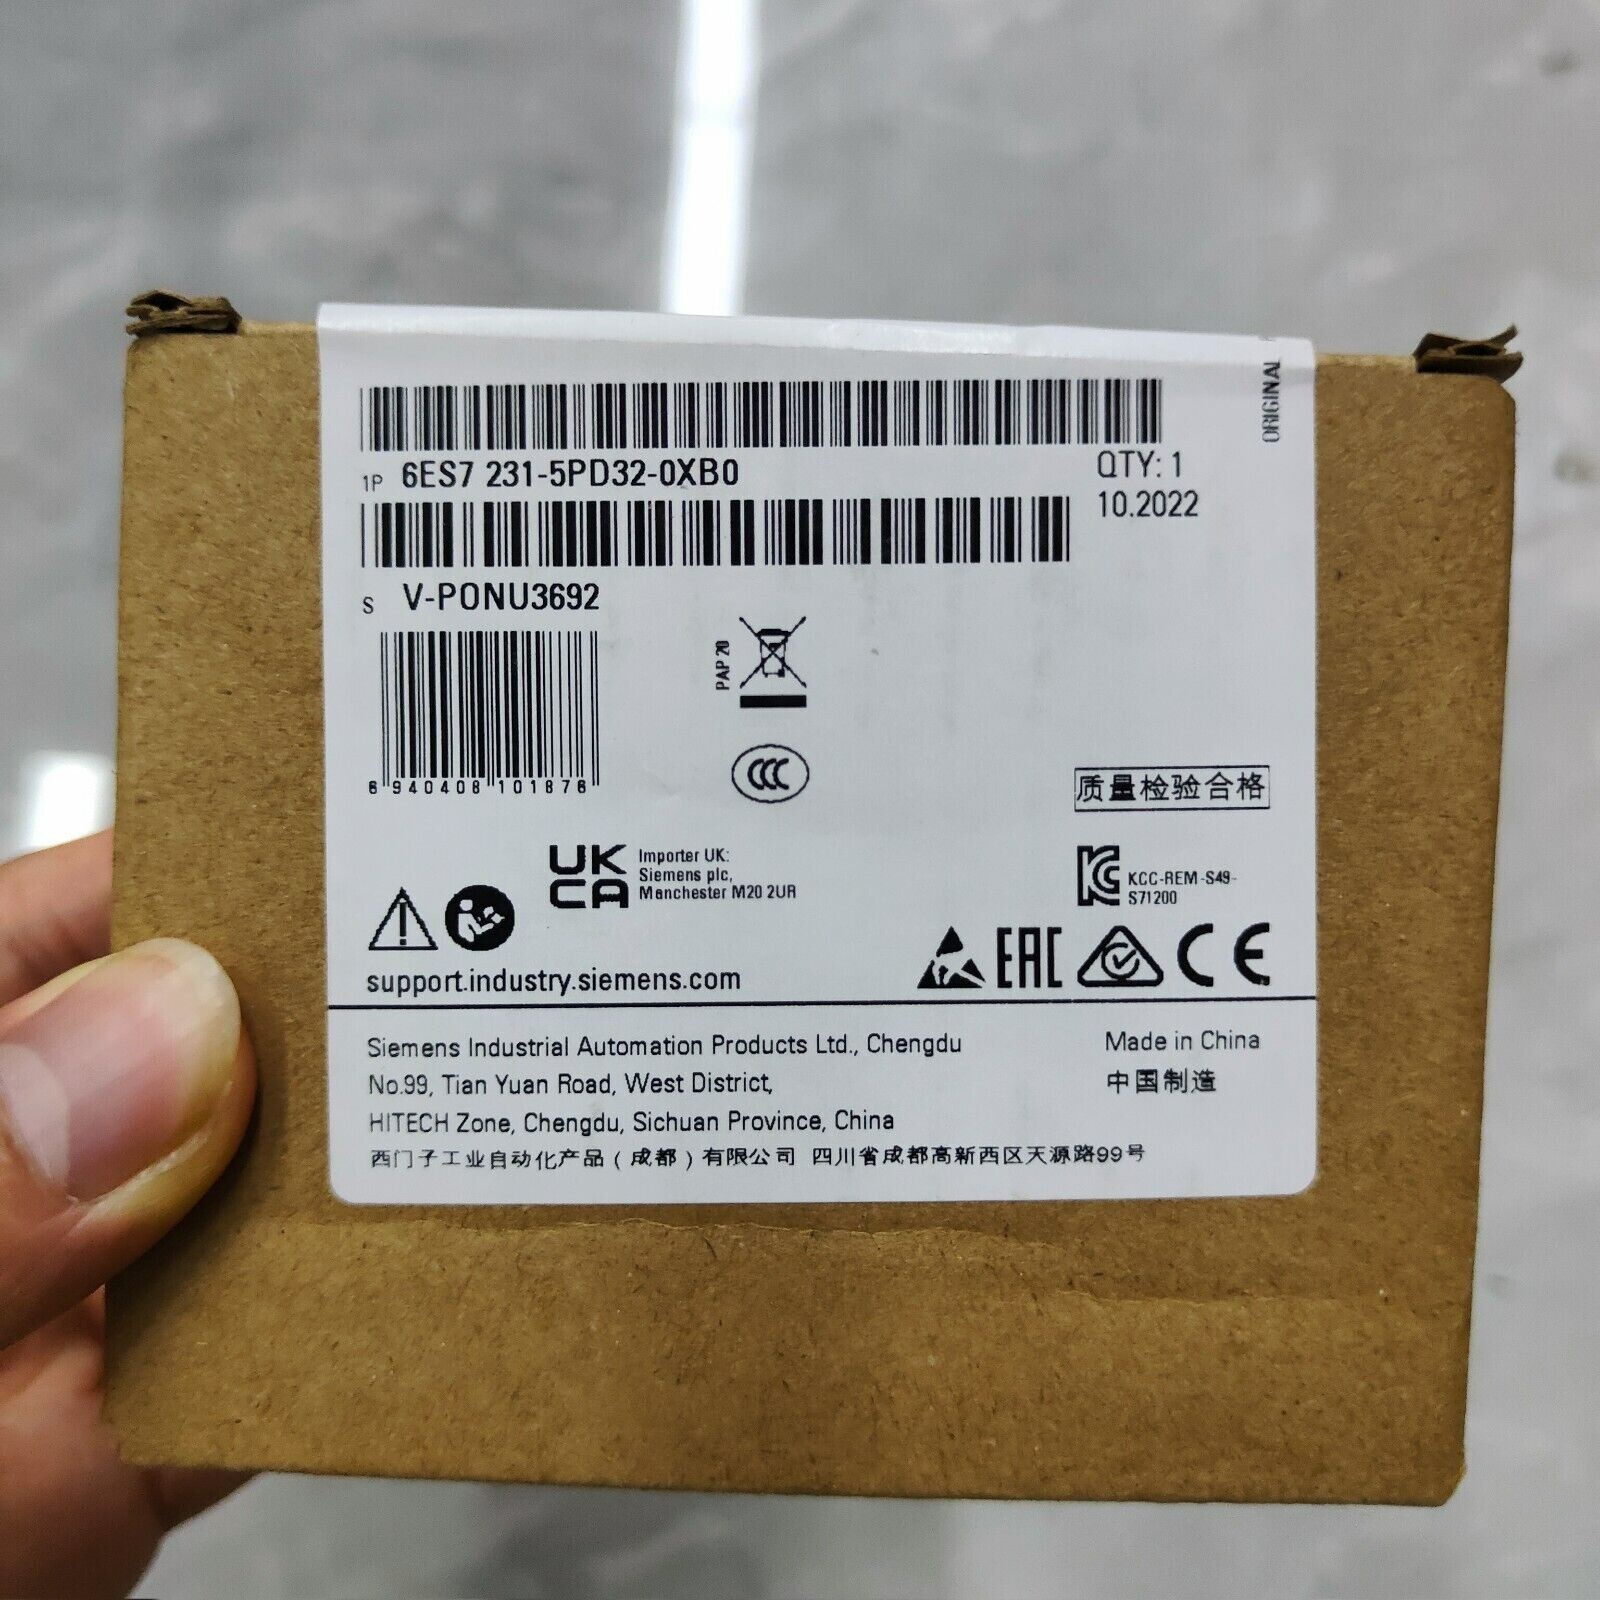 ORIGINAL
1P 6ES7 231-5PD32-0XB0
QTY: 1
10.2022
S V-PONU3692
PAP 20
6 940408 101876
CCC
质量检验合格
UK
CA
Importer UK:
Siemens plc,
Manchester M20 2UR
KCC-REM-S49-
S71200
EAC
CE
support.industry.siemens.com
Siemens Industrial Automation Products Ltd., Chengdu
Made in China
No.99, Tian Yuan Road, West District,
中国制造
HITECH Zone, Chengdu, Sichuan Province, China
西门子工业自动化产品(成都)有限公司 四川省成都高新西区天源路99号